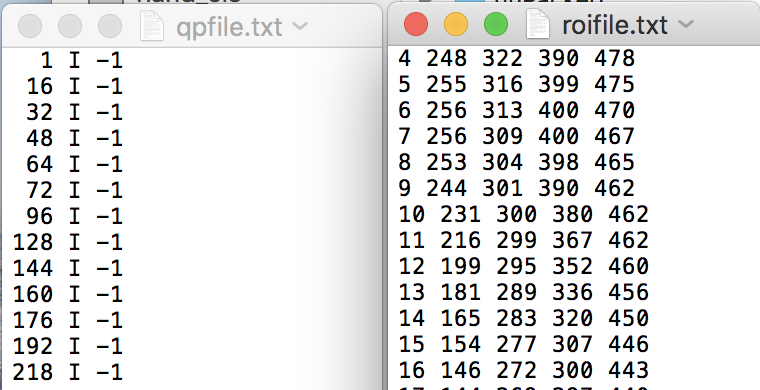 qpfile.txt
1 I -1
16 I -1
32 I -1
48 I -1
64 I -1
72 I -1
96 I -1
128 I -1
144 I -1
160 I -1
176 I -1
192 I -1
218 I -1
roifile.txt
4 248 322 390 478
5 255 316 399 475
6 256 313 400 470
7 256 309 400 467
8 253 304 398 465
9 244 301 390 462
10 231 300 380 462
11 216 299 367 462
12 199 295 352 460
13 181 289 336 456
14 165 283 320 450
15 154 277 307 446
16 146 272 300 443